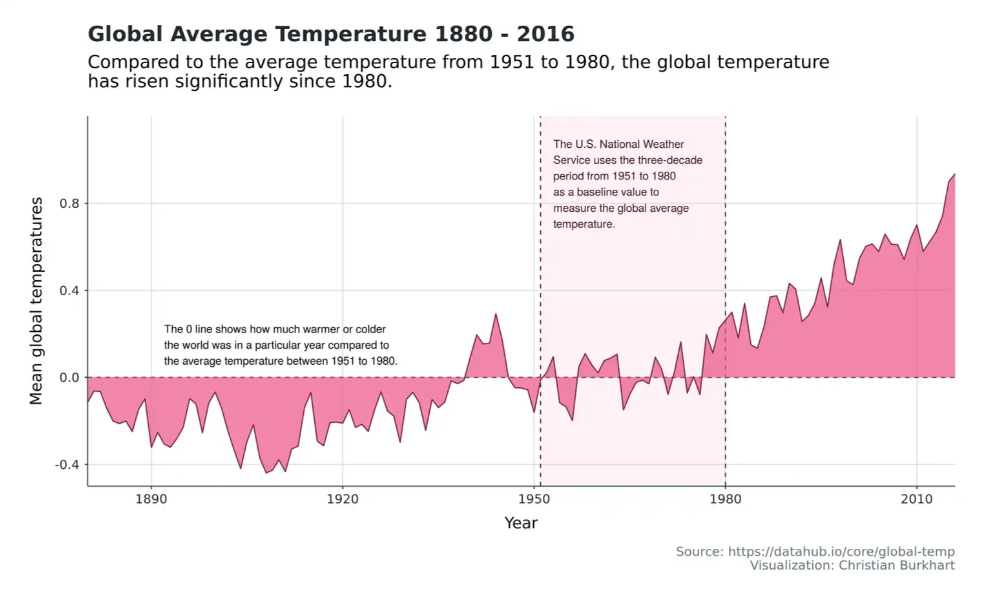 Global Average Temperature 1880 - 2016
Compared to the average temperature from 1951 to 1980, the global temperature
has risen significantly since 1980.
The U.S. National Weather
Service uses the three-decade
period from 1951 to 1980
as a baseline value to
measure the global average
temperature.
The 0 line shows how much warmer or colder
the world was in a particular year compared to
the average temperature between 1951 to 1980.
Mean global temperatures
0.8
0.4
0.0
-0.4
1890
1920
1950
1980
2010
Year
Source: https://datahub.io/core/global-temp
Visualization: Christian Burkhart